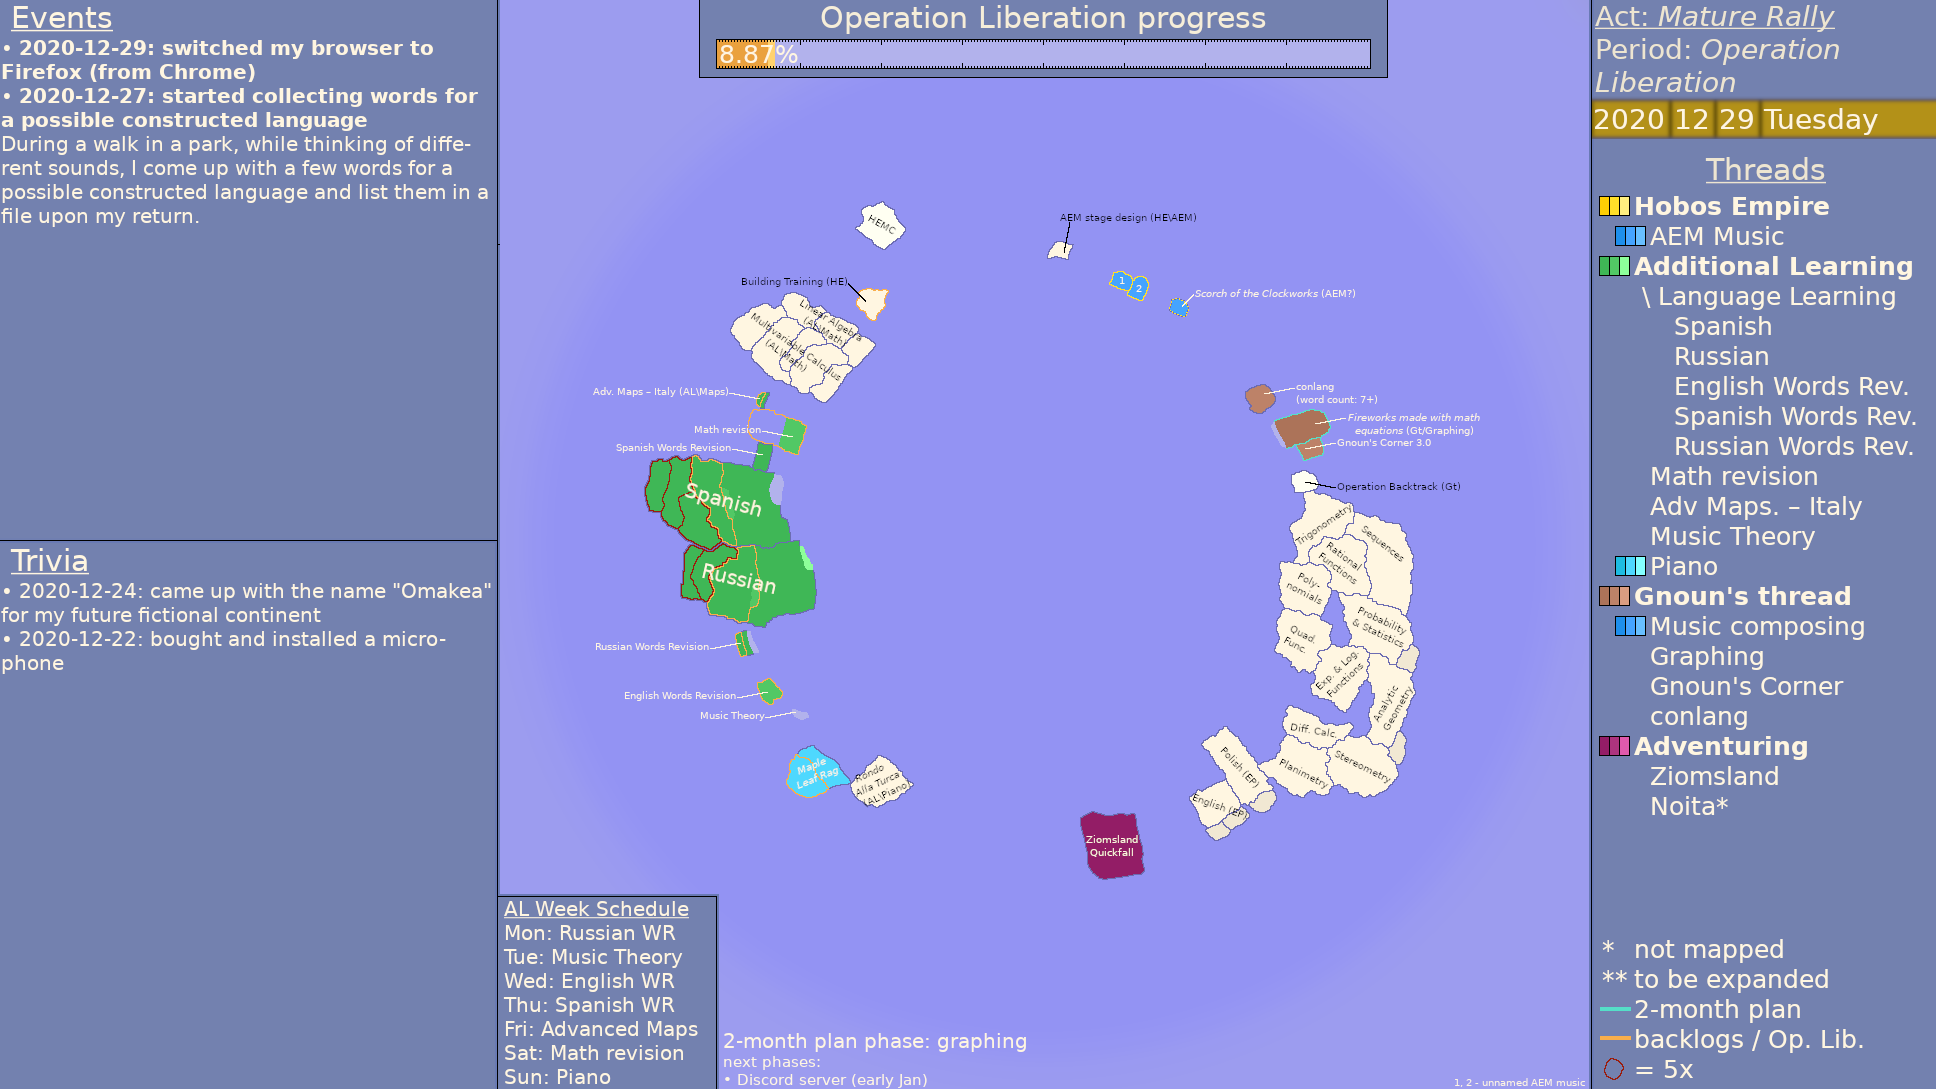 Events
• 2020-12-29: switched my browser to
Firefox (from Chrome)
• 2020-12-27: started collecting words for
a possible constructed language
During a walk in a park, while thinking of diffe-
rent sounds, I come up with a few words for a
possible constructed language and list them in a
file upon my return.
Trivia
• 2020-12-24: came up with the name "Omakea"
for my future fictional continent
• 2020-12-22: bought and installed a micro-
phone
Operation Liberation progress
8.87%
HEMC
AEM stage design (HE\AEM)
Building Training (HE)
1
2
Scorch of the Clockworks (AEM?)
Linear Algebra
(AL\Math)
Multivariable Calculus
(AL\Math)
Adv. Maps – Italy (AL\Maps)
Math revision
Spanish Words Revision
Spanish
Russian
Russian Words Revision
English Words Revision
Music Theory
Maple
Leaf Rag
Rondo
Alla Turca
(AL\Piano)
conlang
(word count: 7+)
Fireworks made with math
equations (Gt/Graphing)
Gnoun's Corner 3.0
Operation Backtrack (Gt)
Trigonometry
Sequences
Rational
Functions
Poly-
nomials
Probability
& Statistics
Quad.
Func.
Exp. & Log.
Functions
Analytic
Geometry
Diff. Calc.
Planimetry
Stereometry
Polish (EP)
English (EP)
Ziomsland
Quickfall
AL Week Schedule
Mon: Russian WR
Tue: Music Theory
Wed: English WR
Thu: Spanish WR
Fri: Advanced Maps
Sat: Math revision
Sun: Piano
2-month plan phase: graphing
next phases:
• Discord server (early Jan)
1, 2 - unnamed AEM music
Act: Mature Rally
Period: Operation
Liberation
2020 12 29 Tuesday
Threads
Hobos Empire
AEM Music
Additional Learning
\ Language Learning
Spanish
Russian
English Words Rev.
Spanish Words Rev.
Russian Words Rev.
Math revision
Adv Maps. – Italy
Music Theory
Piano
Gnoun's thread
Music composing
Graphing
Gnoun's Corner
conlang
Adventuring
Ziomsland
Noita*
* not mapped
** to be expanded
2-month plan
backlogs / Op. Lib.
= 5x